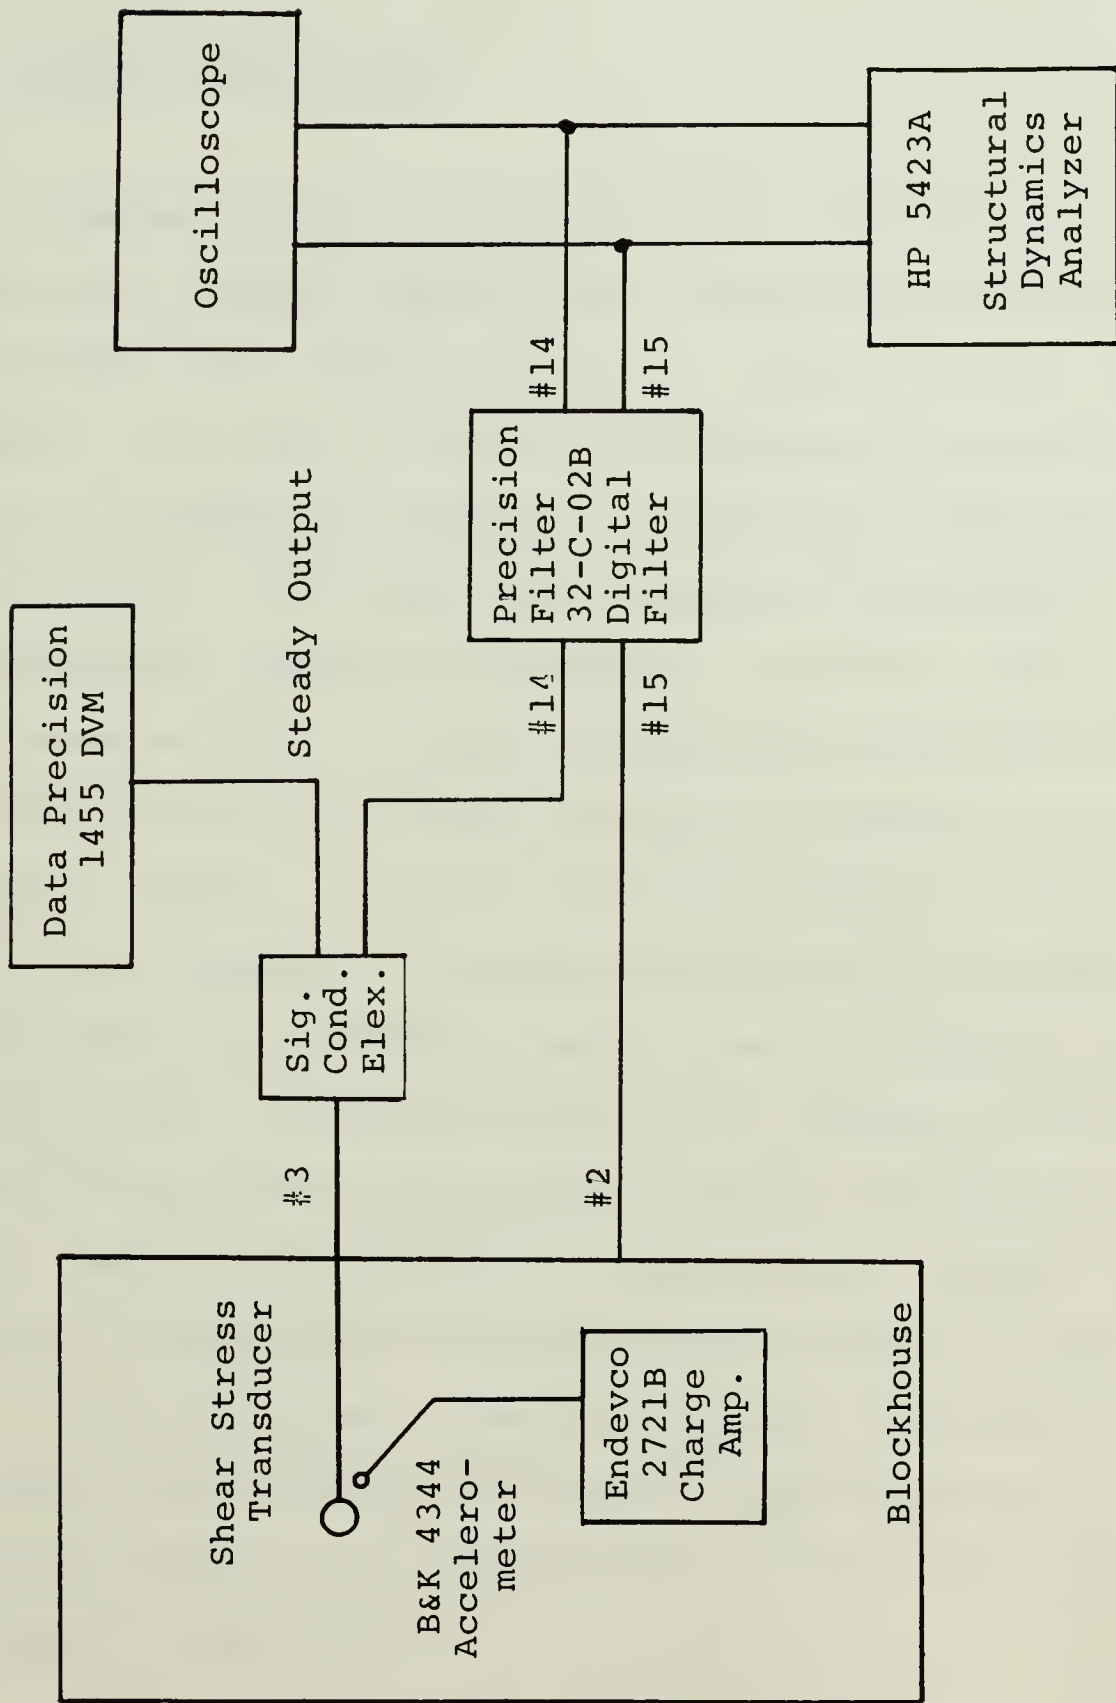 Shear Stress
Transducer
B&K 4344
Accelero-
meter
Endevco
2721B
Charge
Amp.
Blockhouse
#3
#2
Sig.
Cond.
Elex.
Data Precision
1455 DVM
Steady Output
#14
#15
Precision
Filter
32-C-02B
Digital
Filter
#14
#15
Oscilloscope
HP 5423A
Structural
Dynamics
Analyzer